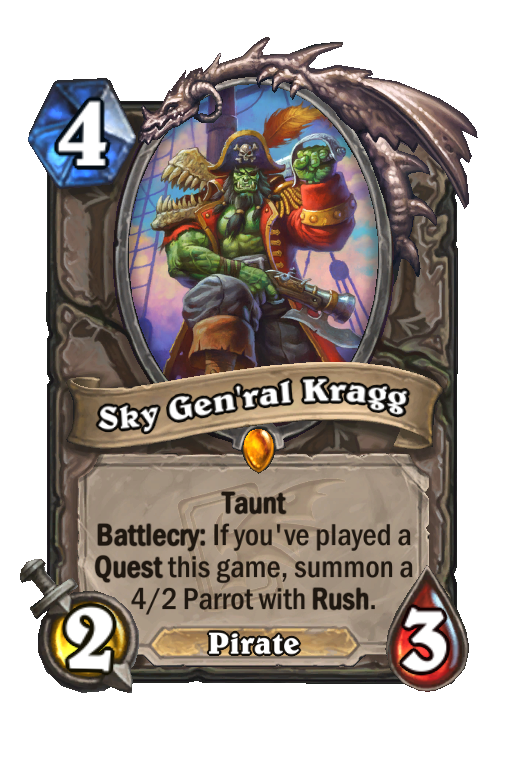 4
Sky Gen'ral Kragg
Taunt
Battlecry: If you've played a
Quest this game, summon a
4/2 Parrot with Rush.
2
Pirate
3